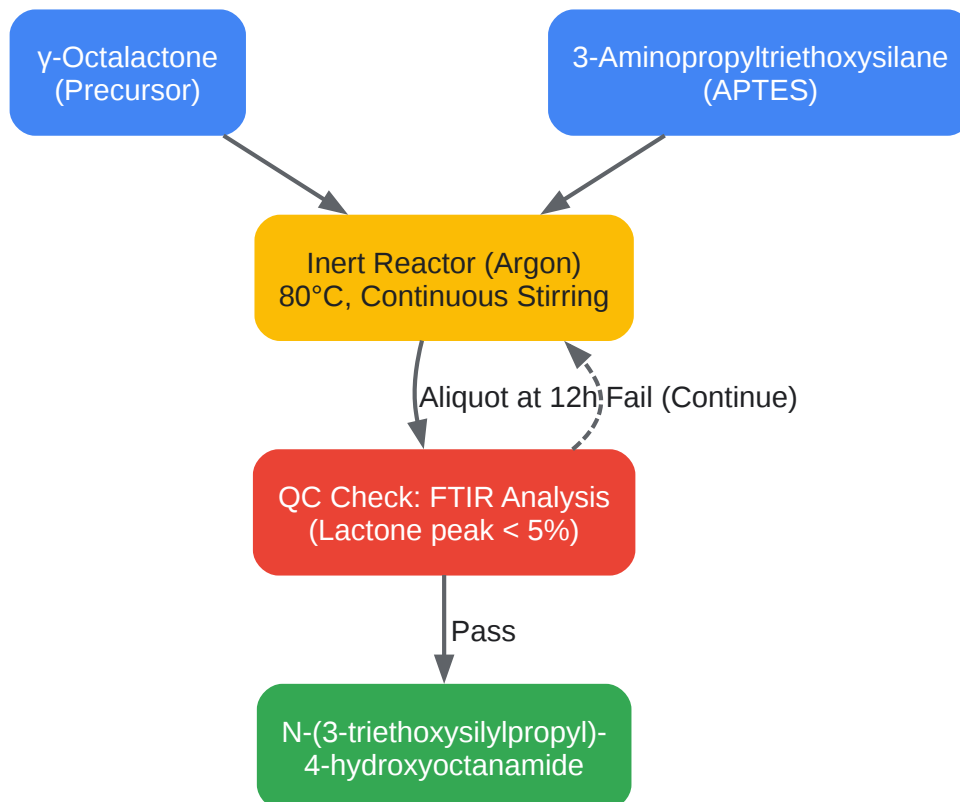 γ-Octalactone
(Precursor)
3-Aminopropyltriethoxysilane
(APTES)
Inert Reactor (Argon)
80°C, Continuous Stirring
Aliquot at 12h
Fail (Continue)
QC Check: FTIR Analysis
(Lactone peak < 5%)
Pass
N-(3-triethoxysilylpropyl)-
4-hydroxyoctanamide